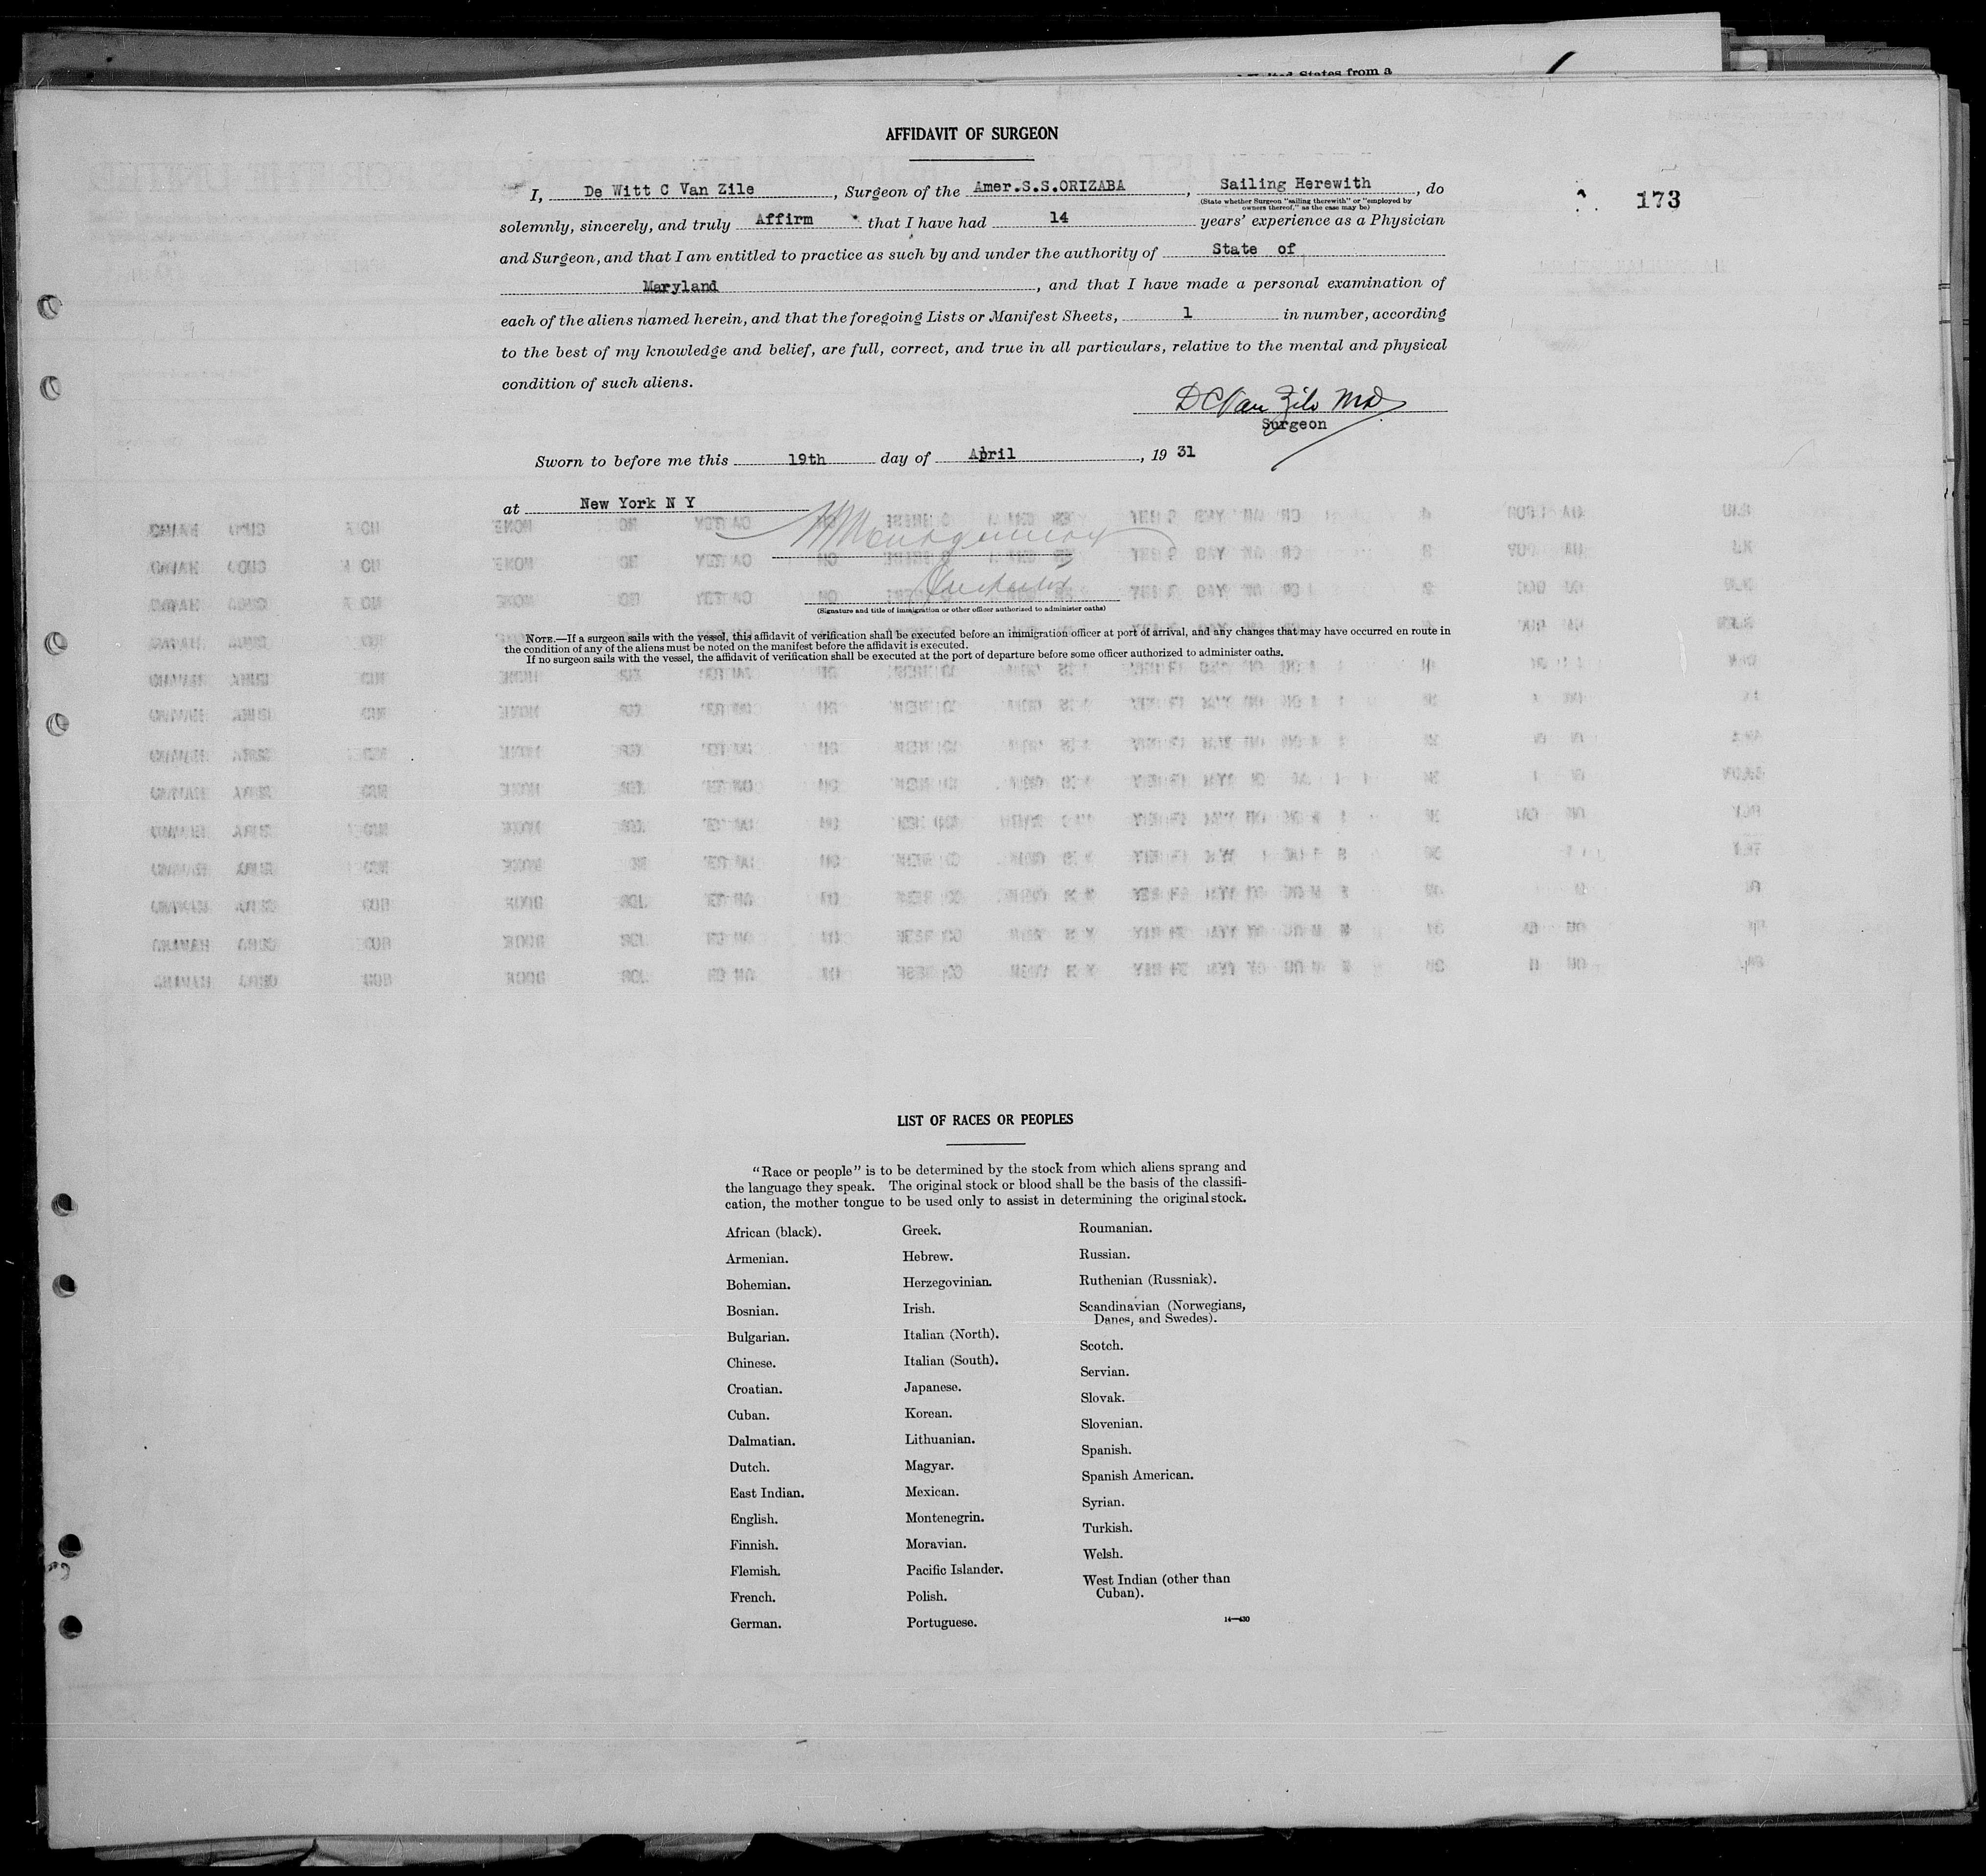 United States from a
AFFIDAVIT OF SURGEON
I, De Witt C Van Zile, Surgeon of the Amer.S.S.ORIZABA, Sailing Herewith, do
(State whether Surgeon "sailing therewith" or "employed by
owners thereof," as the case may be)
173
solemnly, sincerely, and truly Affirm that I have had 14 years' experience as a Physician
and Surgeon, and that I am entitled to practice as such by and under the authority of State of
Maryland, and that I have made a personal examination of
each of the aliens named herein, and that the foregoing Lists or Manifest Sheets, 1 in number, according
to the best of my knowledge and belief, are full, correct, and true in all particulars, relative to the mental and physical
condition of such aliens.
D C Van Zile MD
Surgeon
Sworn to before me this 19th day of April, 1931
at New York N Y
(Signature and title of immigration or other officer authorized to administer oaths)
NOTE.—If a surgeon sails with the vessel, this affidavit of verification shall be executed before an immigration officer at port of arrival, and any changes that may have occurred en route in
the condition of any of the aliens must be noted on the manifest before the affidavit is executed.
If no surgeon sails with the vessel, the affidavit of verification shall be executed at the port of departure before some officer authorized to administer oaths.
LIST OF RACES OR PEOPLES
"Race or people" is to be determined by the stock from which aliens sprang and
the language they speak. The original stock or blood shall be the basis of the classifi-
cation, the mother tongue to be used only to assist in determining the original stock.
African (black).
Armenian.
Bohemian.
Bosnian.
Bulgarian.
Chinese.
Croatian.
Cuban.
Dalmatian.
Dutch.
East Indian.
English.
Finnish.
Flemish.
French.
German.
Greek.
Hebrew.
Herzegovinian.
Irish.
Italian (North).
Italian (South).
Japanese.
Korean.
Lithuanian.
Magyar.
Mexican.
Montenegrin.
Moravian.
Pacific Islander.
Polish.
Portuguese.
Roumanian.
Russian.
Ruthenian (Russniak).
Scandinavian (Norwegians,
Danes, and Swedes).
Scotch.
Servian.
Slovak.
Slovenian.
Spanish.
Spanish American.
Syrian.
Turkish.
Welsh.
West Indian (other than
Cuban).
14—430